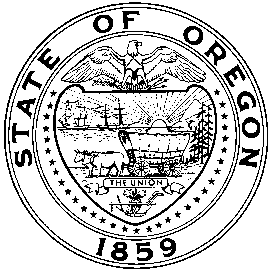 STATE OF OREGON
THE UNION
1859